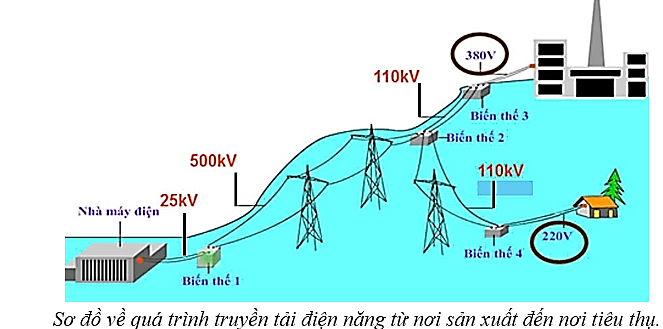 380V
110kV
Biến thế 3
Biến thế 2
500kV
110kV
25kV
Nhà máy điện
220V
Biến thế 4
Biến thế 1
Sơ đồ về quá trình truyền tải điện năng từ nơi sản xuất đến nơi tiêu thụ.